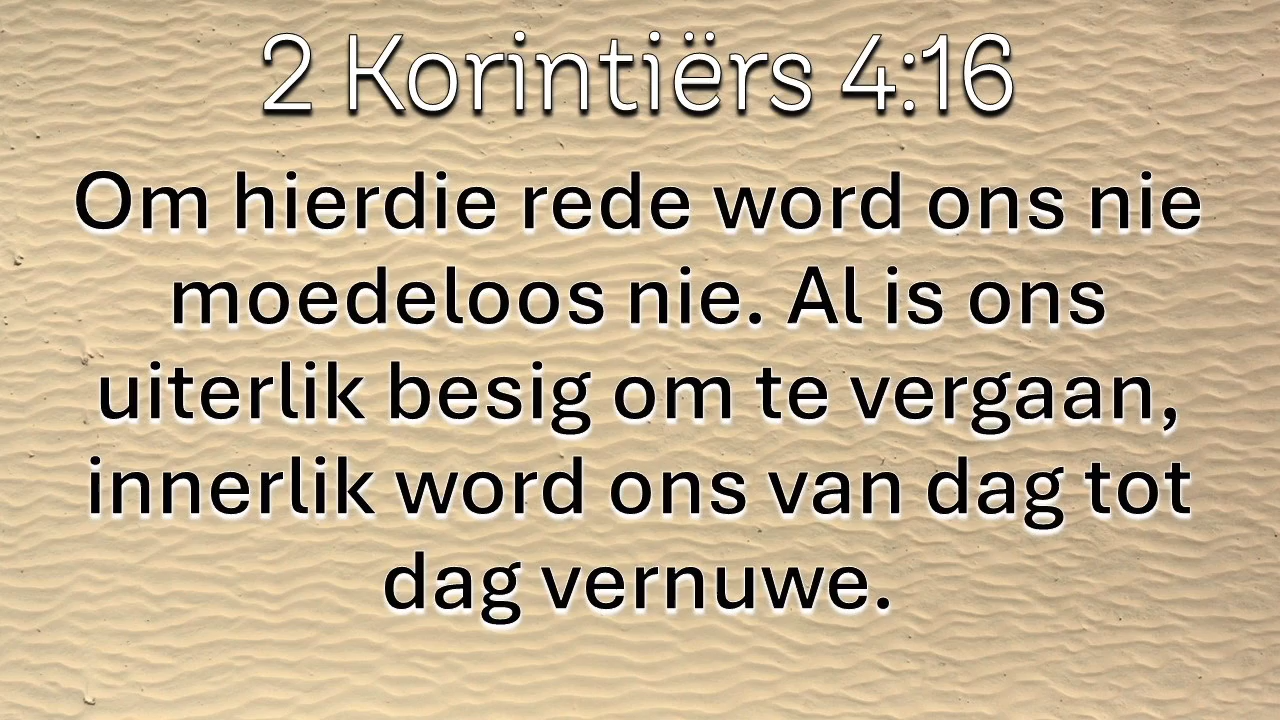 2 Korintiërs 4:16
Om hierdie rede word ons nie
moedeloos nie. Al is ons
uiterlik besig om te vergaan,
innerlik word ons van dag tot
dag vernuwe.